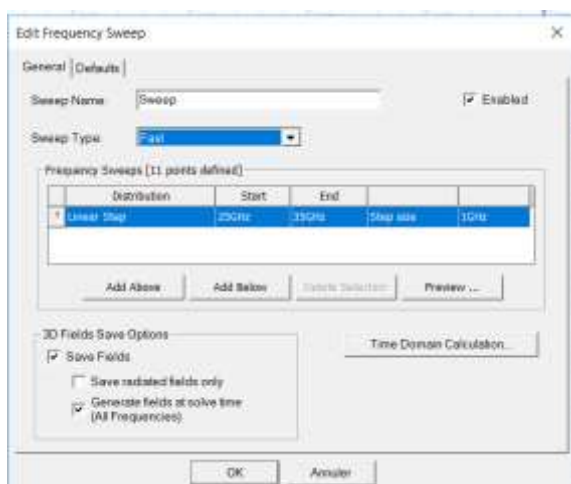 Edit Frequency Sweep
General Defaults
Sweep Name: Sweep Enabled
Sweep Type: Fast
Frequency Sweeps [11 points defined]
Distribution Start End
1 Linear Step 25GHz 35GHz Step size 1GHz
Add Above Add Below Delete Selection Preview ...
3D Fields Save Options
Time Domain Calculation...
Save Fields
Save radiated fields only
Generate fields at solve time
(All Frequencies)
OK Annuler